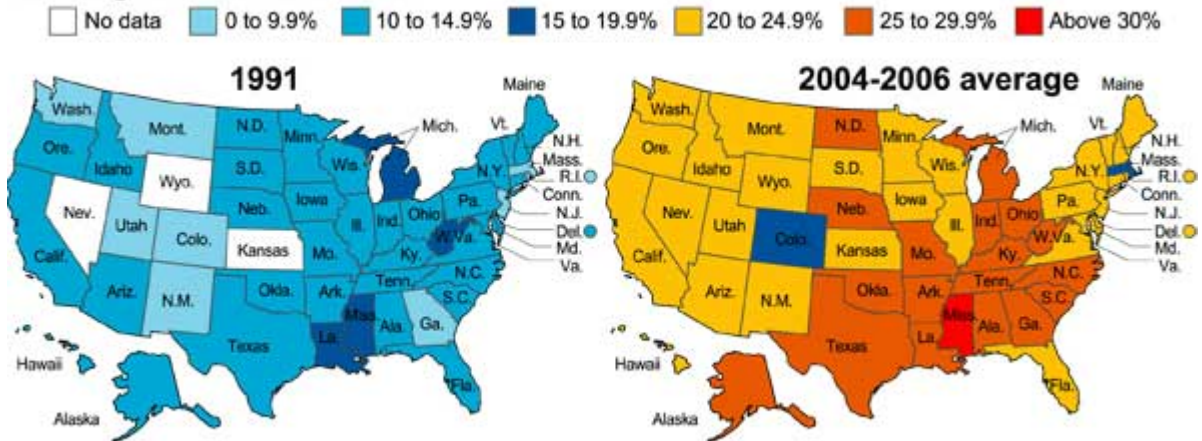 No data 0 to 9.9% 10 to 14.9% 15 to 19.9% 20 to 24.9% 25 to 29.9% Above 30%
1991
Wash.
Mont.
N.D.
Minn.
Mich.
Vt.
Maine
N.H.
Mass.
R.I.
Conn.
N.J.
Del.
Md.
Va.
Ore.
Idaho
Wyo.
S.D.
Wis.
N.Y.
Nev.
Utah
Colo.
Neb.
Iowa
Ill.
Ind.
Ohio
Pa.
W.Va.
Calif.
Kansas
Mo.
Ky.
Ariz.
N.M.
Okla.
Ark.
Tenn.
N.C.
S.C.
Texas
La.
Miss.
Ala.
Ga.
Fla.
Hawaii
Alaska
2004-2006 average
Wash.
Mont.
N.D.
Minn.
Mich.
Vt.
Maine
N.H.
Mass.
R.I.
Conn.
N.J.
Del.
Md.
Va.
Ore.
Idaho
Wyo.
S.D.
Wis.
N.Y.
Nev.
Utah
Colo.
Neb.
Iowa
Ill.
Ind.
Ohio
Pa.
W.Va.
Calif.
Kansas
Mo.
Ky.
Ariz.
N.M.
Okla.
Ark.
Tenn.
N.C.
S.C.
Texas
La.
Miss.
Ala.
Ga.
Fla.
Hawaii
Alaska